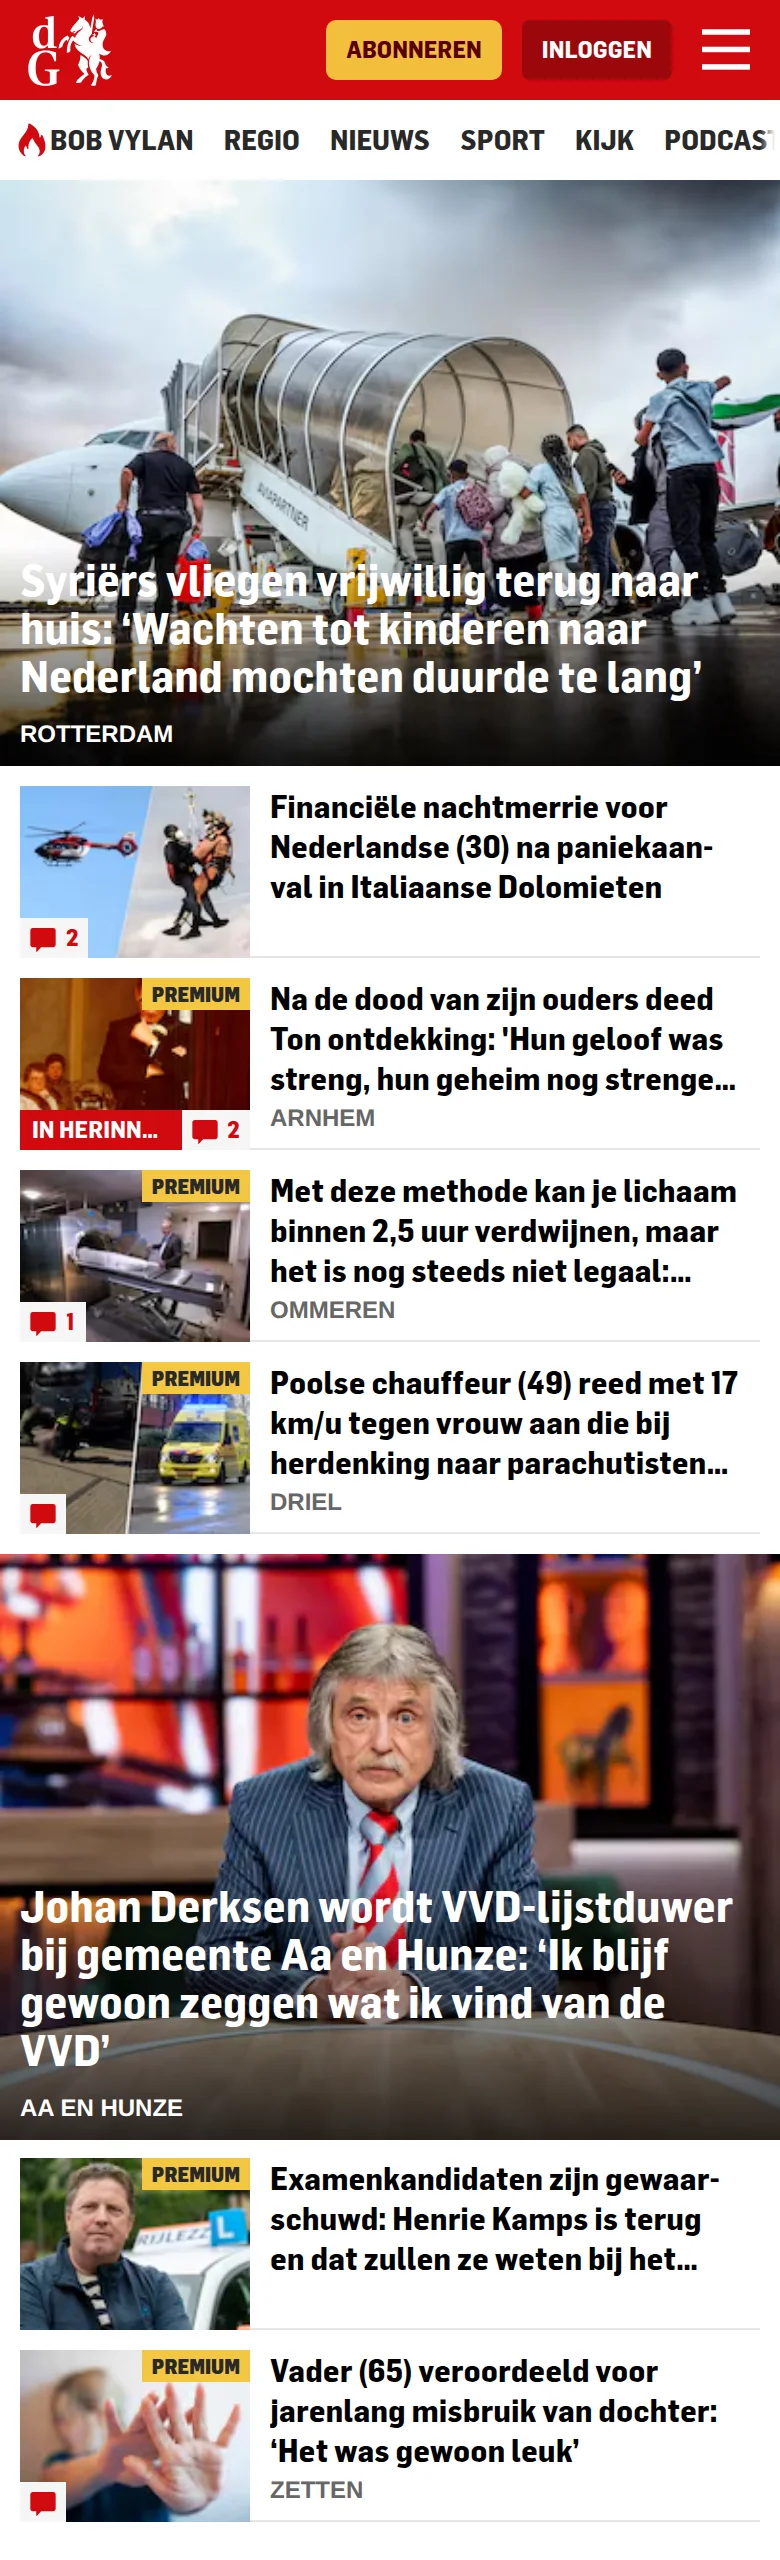 dG
ABONNEREN
INLOGGEN
BOB VYLAN REGIO NIEUWS SPORT KIJK PODCAST
AVIAPARTNER
Syriërs vliegen vrijwillig terug naar
huis: ‘Wachten tot kinderen naar
Nederland mochten duurde te lang’
ROTTERDAM
Financiële nachtmerrie voor
Nederlandse (30) na paniekaan-
val in Italiaanse Dolomieten
2
PREMIUM
Na de dood van zijn ouders deed
Ton ontdekking: 'Hun geloof was
streng, hun geheim nog strenge...
ARNHEM
IN HERINN...
2
PREMIUM
Met deze methode kan je lichaam
binnen 2,5 uur verdwijnen, maar
het is nog steeds niet legaal:...
OMMEREN
1
PREMIUM
Poolse chauffeur (49) reed met 17
km/u tegen vrouw aan die bij
herdenking naar parachutisten...
DRIEL
Johan Derksen wordt VVD-lijstduwer
bij gemeente Aa en Hunze: ‘Ik blijf
gewoon zeggen wat ik vind van de
VVD’
AA EN HUNZE
PREMIUM
RIJLEZZ
L
Examenkandidaten zijn gewaar-
schuwd: Henrie Kamps is terug
en dat zullen ze weten bij het...
PREMIUM
Vader (65) veroordeeld voor
jarenlang misbruik van dochter:
‘Het was gewoon leuk’
ZETTEN